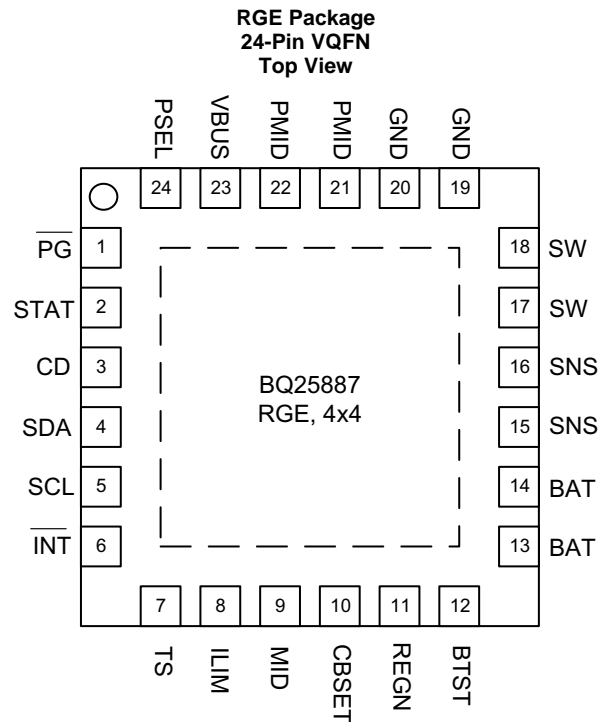 RGE Package
24-Pin VQFN
Top View
PSEL
VBUS
PMID
PMID
GND
GND
24
23
22
21
20
19
PG
1
18
SW
STAT
2
17
SW
CD
3
16
SNS
BQ25887
RGE, 4x4
SDA
4
15
SNS
SCL
5
14
BAT
INT
6
13
BAT
7
8
9
10
11
12
TS
ILIM
MID
CBSET
REGN
BTST